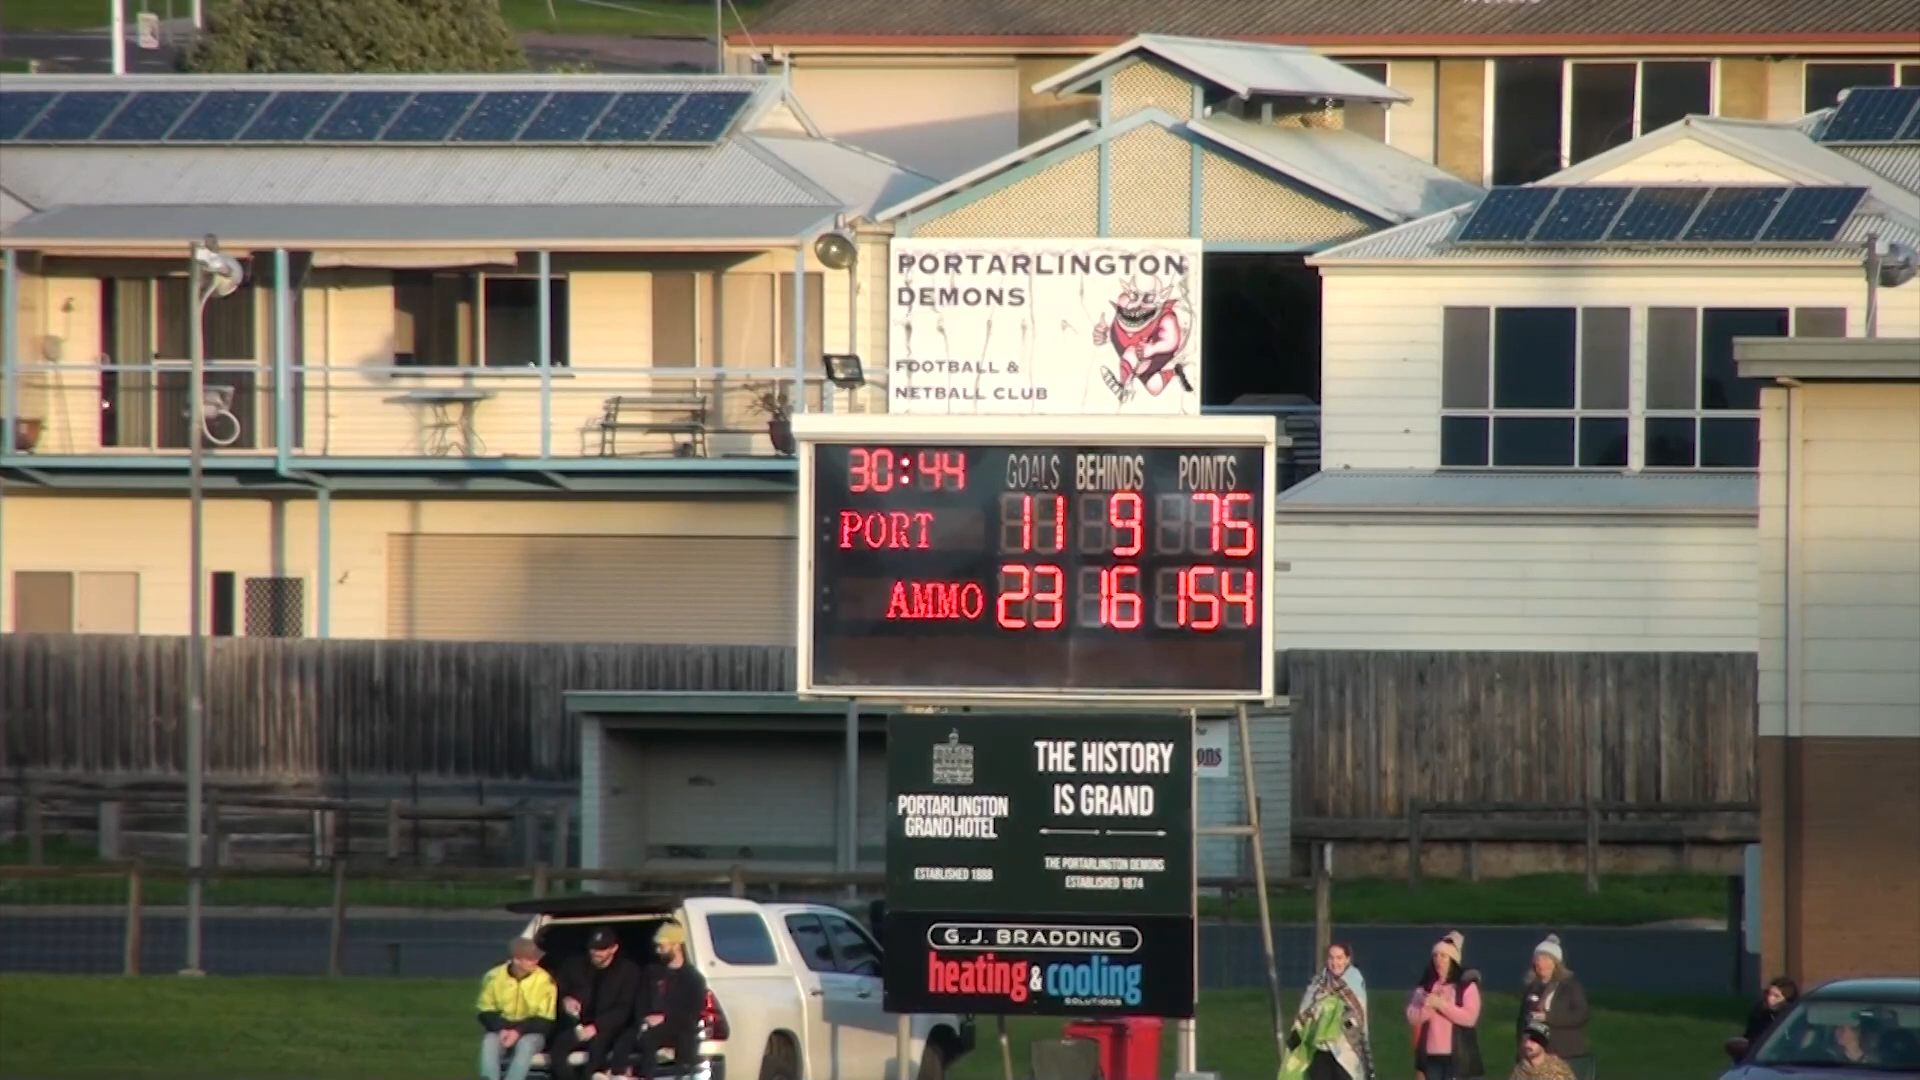 PORTARLINGTON
DEMONS
FOOTBALL &
NETBALL CLUB
30:44 GOALS BEHINDS POINTS
PORT 11 9 75
AMMO 23 16 154
PORTARLINGTON
GRAND HOTEL
ESTABLISHED 1888
THE HISTORY
IS GRAND
THE PORTARLINGTON DEMONS
ESTABLISHED 1874
G.J. BRADDING
heating & cooling
SOLUTIONS